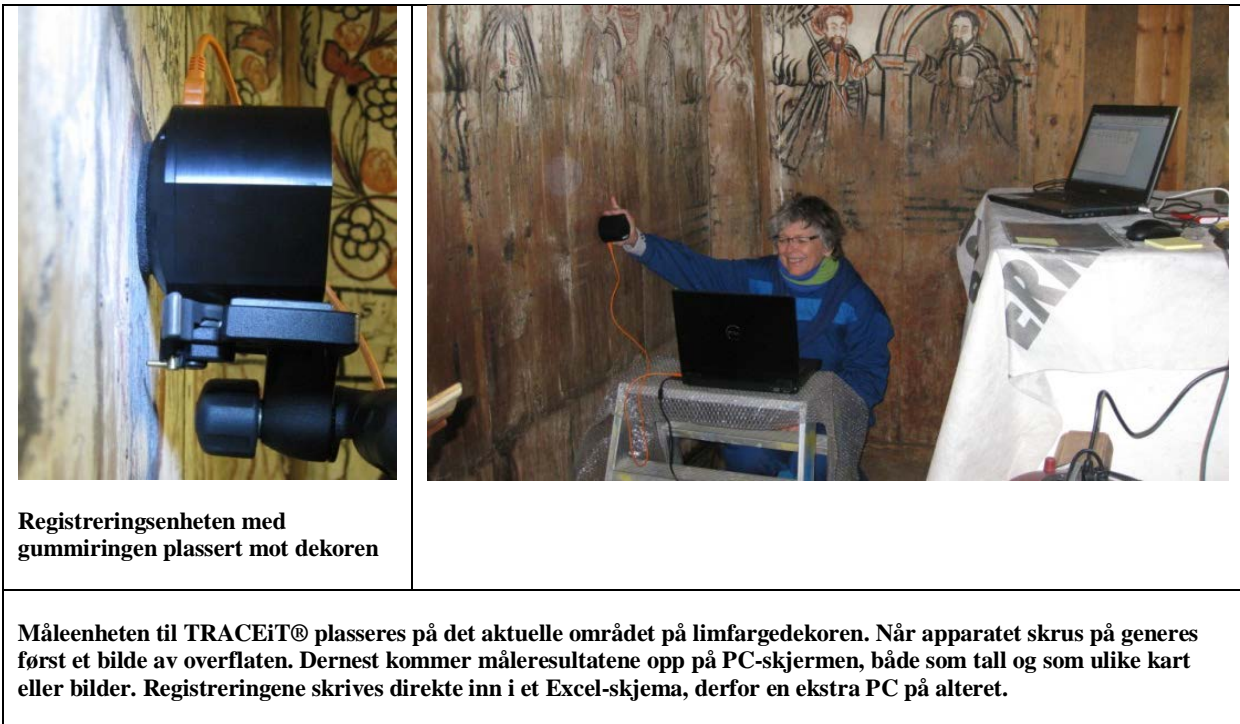 Registreringsenheten med
gummiringen plassert mot dekoren
Måleenheten til TRACEiT® plasseres på det aktuelle området på limfargedekoren. Når apparatet skrus på generes
først et bilde av overflaten. Dernest kommer måleresultatene opp på PC-skjermen, både som tall og som ulike kart
eller bilder. Registreringene skrives direkte inn i et Excel-skjema, derfor en ekstra PC på alteret.